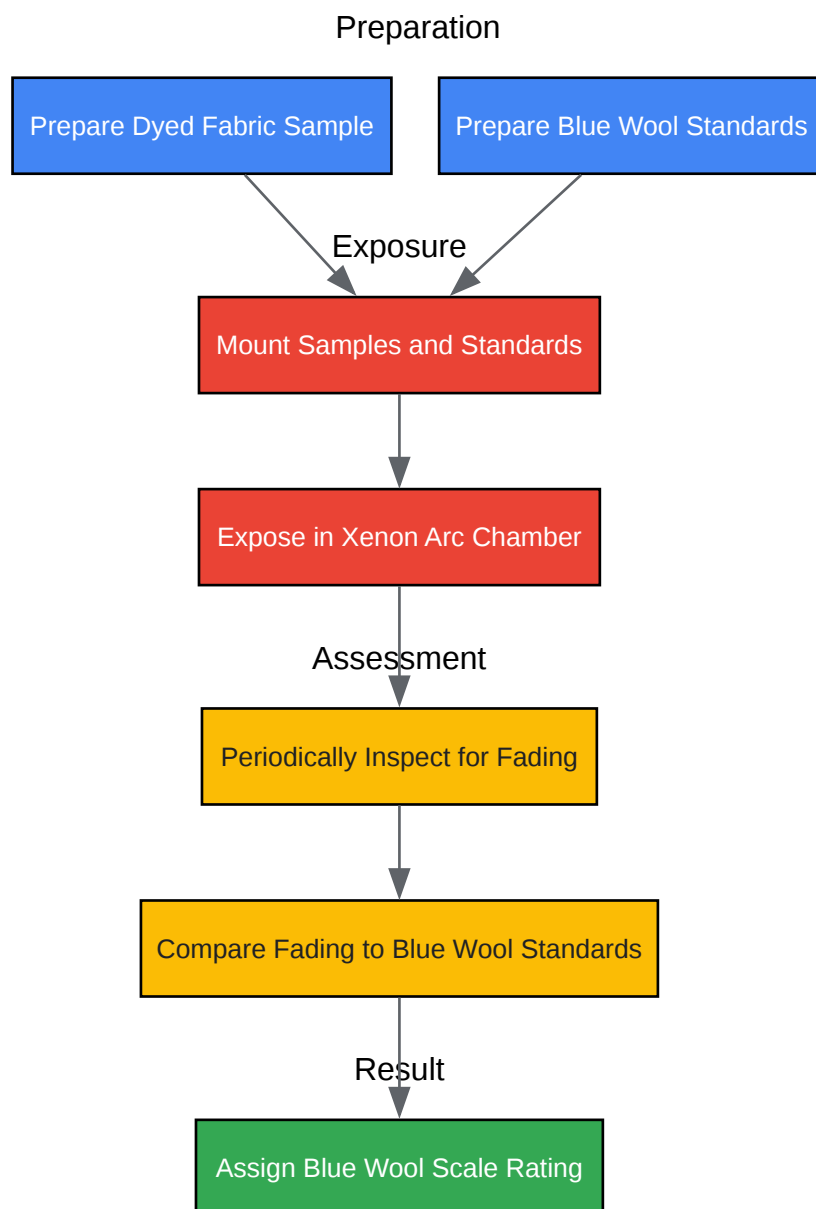 Preparation
Prepare Dyed Fabric Sample
Prepare Blue Wool Standards
Exposure
Mount Samples and Standards
Expose in Xenon Arc Chamber
Assessment
Periodically Inspect for Fading
Compare Fading to Blue Wool Standards
Result
Assign Blue Wool Scale Rating